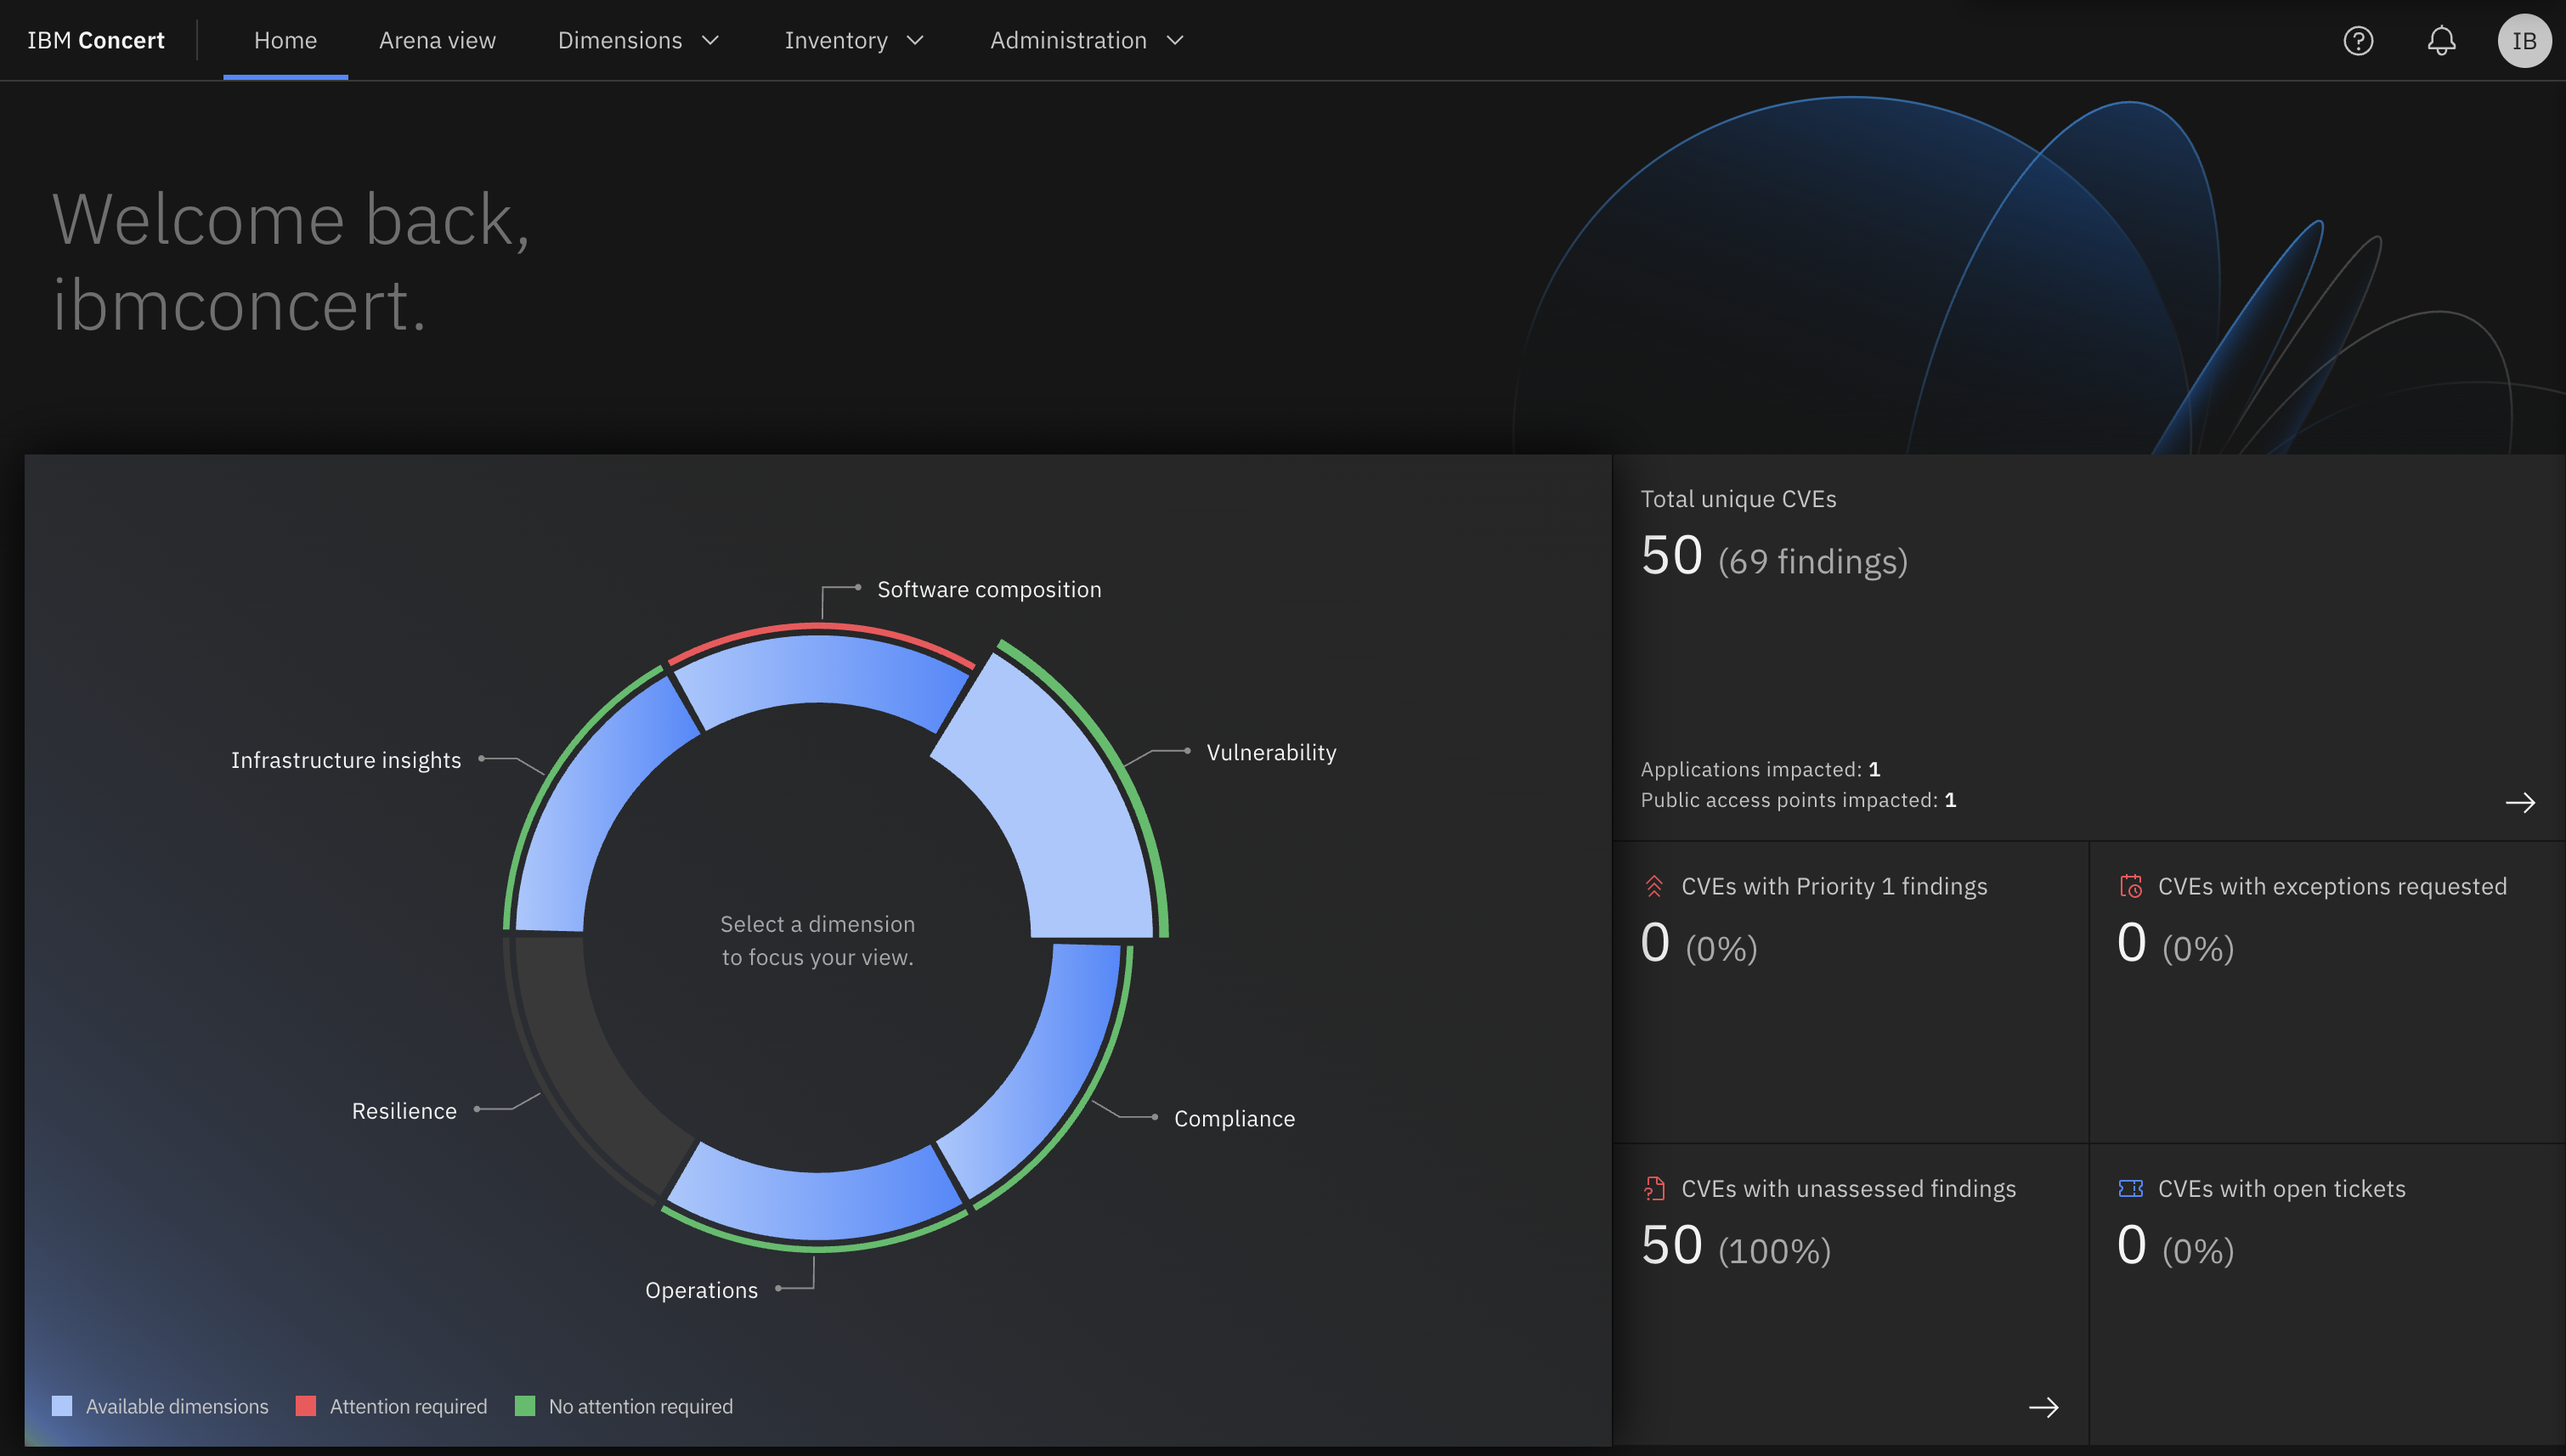 IBM Concert
Home
Arena view
Dimensions
Inventory
Administration
IB
Welcome back,
ibmconcert.
Software composition
Vulnerability
Infrastructure insights
Select a dimension
to focus your view.
Resilience
Compliance
Operations
Available dimensions
Attention required
No attention required
Total unique CVEs
50 (69 findings)
Applications impacted: 1
Public access points impacted: 1
CVEs with Priority 1 findings
0 (0%)
CVEs with exceptions requested
0 (0%)
CVEs with unassessed findings
50 (100%)
CVEs with open tickets
0 (0%)